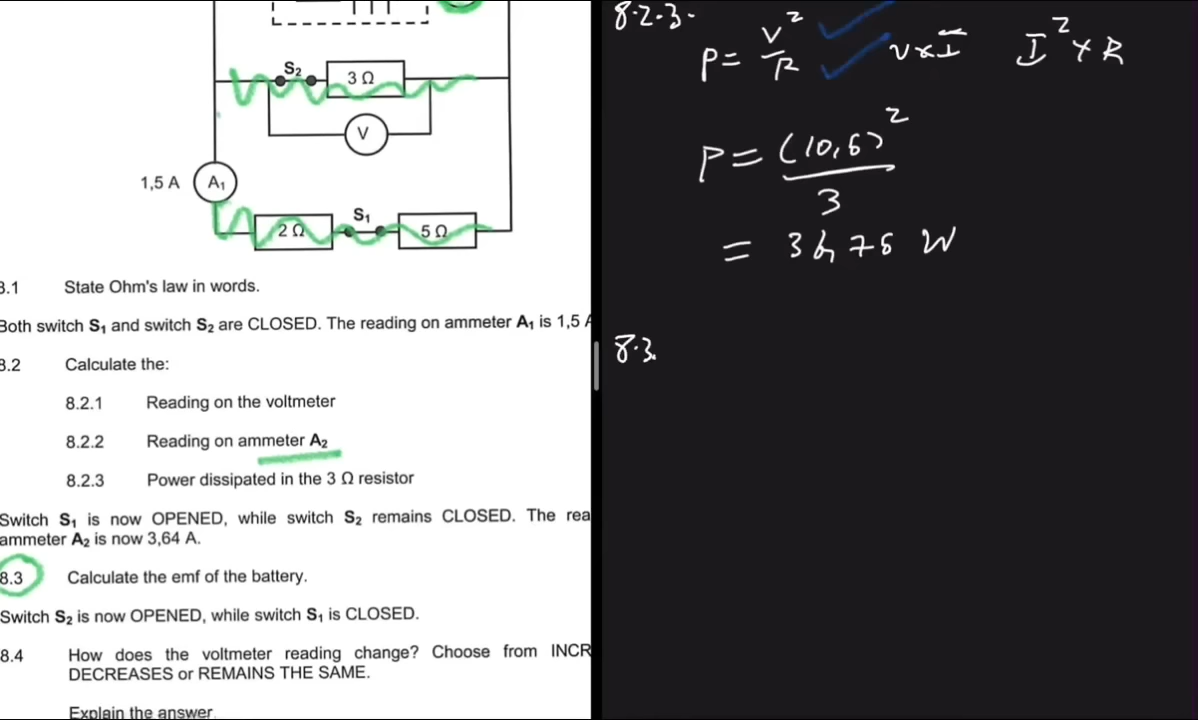 S₂
3 Ω
V
1,5 A
A₁
2 Ω
S₁
5 Ω
8.1 State Ohm's law in words.
Both switch S₁ and switch S₂ are CLOSED. The reading on ammeter A₁ is 1,5 A
8.2 Calculate the:
8.2.1 Reading on the voltmeter
8.2.2 Reading on ammeter A₂
8.2.3 Power dissipated in the 3 Ω resistor
Switch S₁ is now OPENED, while switch S₂ remains CLOSED. The rea
ammeter A₂ is now 3,64 A.
8.3 Calculate the emf of the battery.
Switch S₂ is now OPENED, while switch S₁ is CLOSED.
8.4 How does the voltmeter reading change? Choose from INCR
DECREASES or REMAINS THE SAME.
Explain the answer.
8.2.3.
P = V²/R V×I I²×R
P = (10,5)²
3
= 36,75 W
8.3.